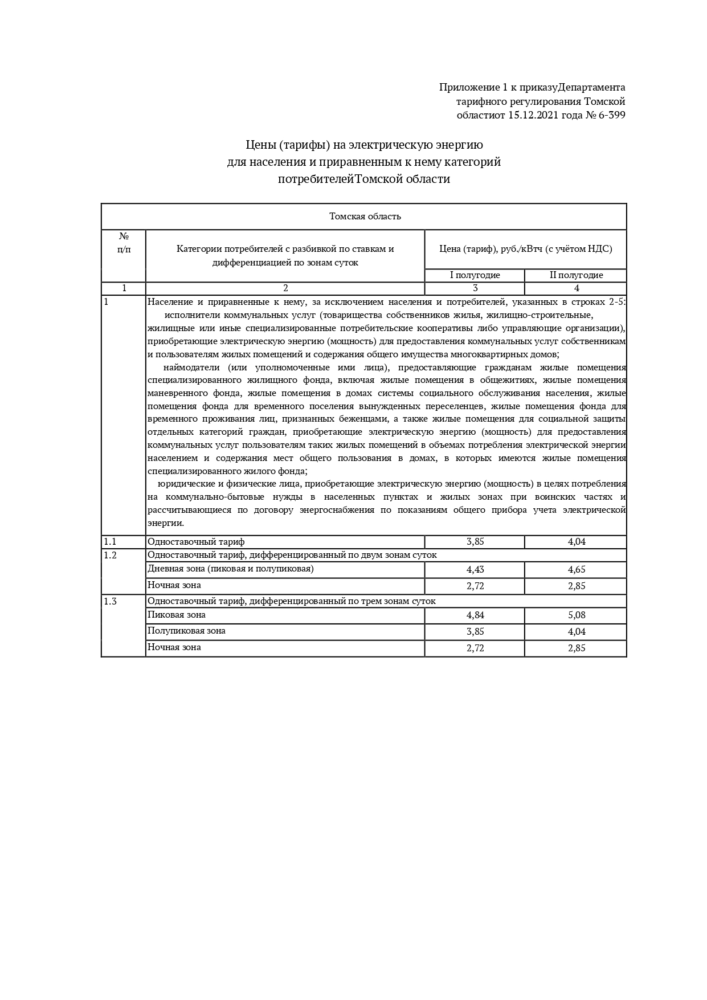 Приложение 1 к приказуДепартамента
тарифного регулирования Томской
областиот 15.12.2021 года № 6-399
Цены (тарифы) на электрическую энергию
для населения и приравненным к нему категорий
потребителейТомской области
Томская область
№
п/п
Категории потребителей с разбивкой по ставкам и
дифференциацией по зонам суток
Цена (тариф), руб./кВтч (с учётом НДС)
I полугодие II полугодие
1 2 3 4
1 Население и приравненные к нему, за исключением населения и потребителей, указанных в строках 2-5:
исполнители коммунальных услуг (товарищества собственников жилья, жилищно-строительные,
жилищные или иные специализированные потребительские кооперативы либо управляющие организации),
приобретающие электрическую энергию (мощность) для предоставления коммунальных услуг собственникам
и пользователям жилых помещений и содержания общего имущества многоквартирных домов;
наймодатели (или уполномоченные ими лица), предоставляющие гражданам жилые помещения
специализированного жилищного фонда, включая жилые помещения в общежитиях, жилые помещения
маневренного фонда, жилые помещения в домах системы социального обслуживания населения, жилые
помещения фонда для временного поселения вынужденных переселенцев, жилые помещения фонда для
временного проживания лиц, признанных беженцами, а также жилые помещения для социальной защиты
отдельных категорий граждан, приобретающие электрическую энергию (мощность) для предоставления
коммунальных услуг пользователям таких жилых помещений в объемах потребления электрической энергии
населением и содержания мест общего пользования в домах, в которых имеются жилые помещения
специализированного жилого фонда;
юридические и физические лица, приобретающие электрическую энергию (мощность) в целях потребления
на коммунально-бытовые нужды в населенных пунктах и жилых зонах при воинских частях и
рассчитывающиеся по договору энергоснабжения по показаниям общего прибора учета электрической
энергии.
1.1 Одноставочный тариф 3,85 4,04
1.2 Одноставочный тариф, дифференцированный по двум зонам суток
Дневная зона (пиковая и полупиковая) 4,43 4,65
Ночная зона 2,72 2,85
1.3 Одноставочный тариф, дифференцированный по трем зонам суток
Пиковая зона 4,84 5,08
Полупиковая зона 3,85 4,04
Ночная зона 2,72 2,85